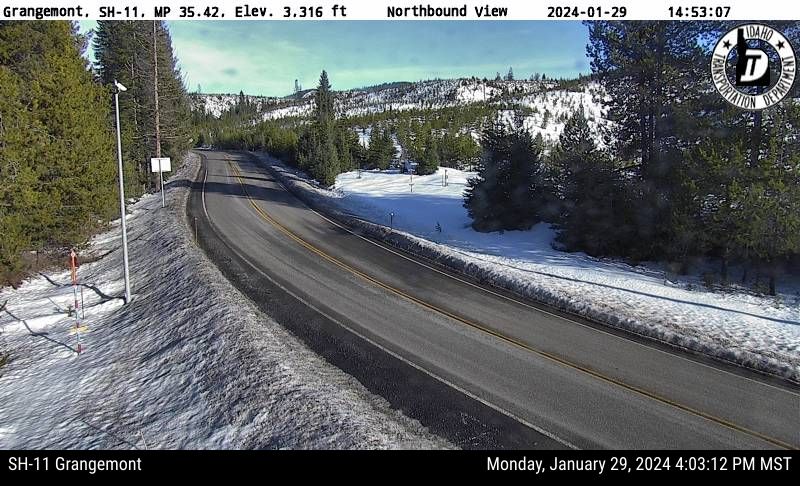 Grangemont, SH-11, MP 35.42, Elev. 3,316 ft Northbound View 2024-01-29 14:53:07
IDAHO
TRANSPORTATION DEPARTMENT
SH-11 Grangemont Monday, January 29, 2024 4:03:12 PM MST